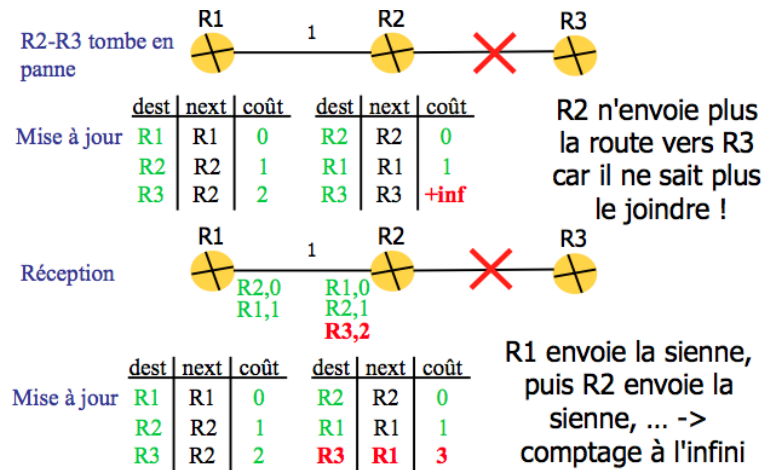 R1 R2 R3
R2-R3 tombe en
panne
1
dest next coût dest next coût
Mise à jour R1 R1 0 R2 R2 0
R2 R2 1 R1 R1 1
R3 R2 2 R3 R3 +inf
R2 n'envoie plus
la route vers R3
car il ne sait plus
le joindre !
R1 R2 R3
1
Réception
R2,0 R1,0
R1,1 R2,1
R3,2
dest next coût dest next coût
Mise à jour R1 R1 0 R2 R2 0
R2 R2 1 R1 R1 1
R3 R2 2 R3 R1 3
R1 envoie la sienne,
puis R2 envoie la
sienne, ... ->
comptage à l'infini